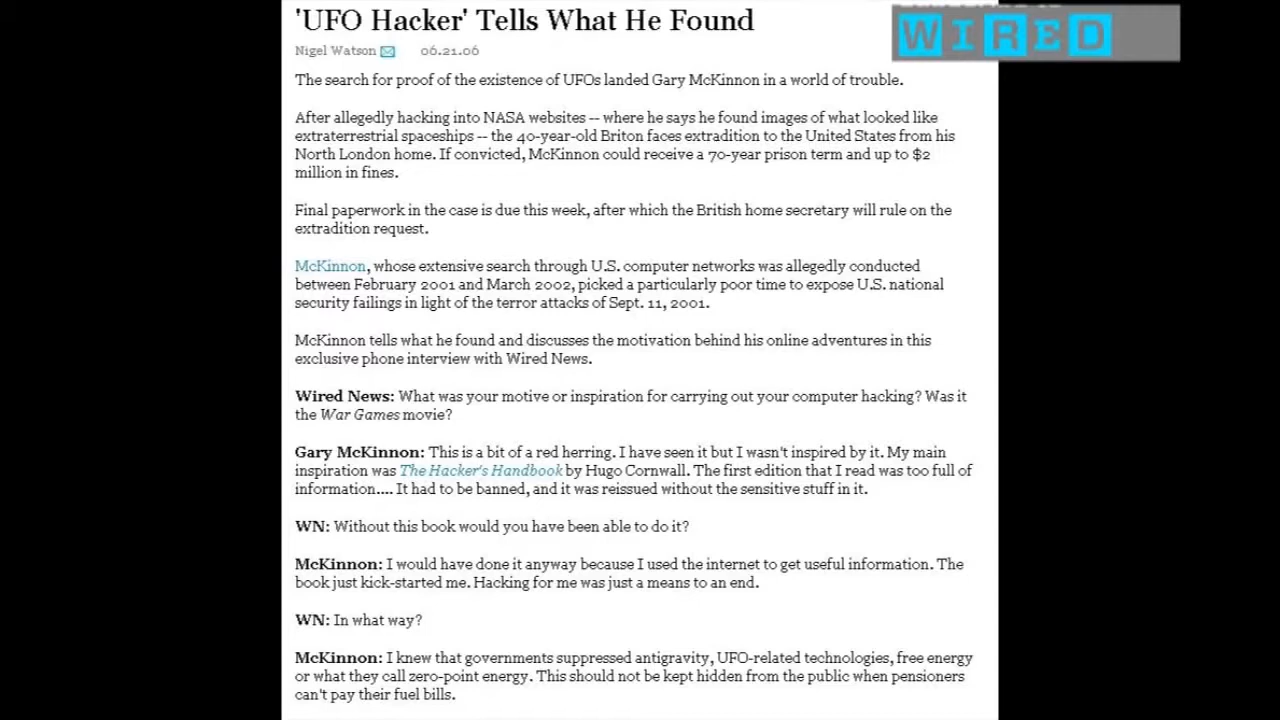 'UFO Hacker' Tells What He Found
WIRED
Nigel Watson 06.21.06
The search for proof of the existence of UFOs landed Gary McKinnon in a world of trouble.
After allegedly hacking into NASA websites -- where he says he found images of what looked like
extraterrestrial spaceships -- the 40-year-old Briton faces extradition to the United States from his
North London home. If convicted, McKinnon could receive a 70-year prison term and up to $2
million in fines.
Final paperwork in the case is due this week, after which the British home secretary will rule on the
extradition request.
McKinnon, whose extensive search through U.S. computer networks was allegedly conducted
between February 2001 and March 2002, picked a particularly poor time to expose U.S. national
security failings in light of the terror attacks of Sept. 11, 2001.
McKinnon tells what he found and discusses the motivation behind his online adventures in this
exclusive phone interview with Wired News.
Wired News: What was your motive or inspiration for carrying out your computer hacking? Was it
the War Games movie?
Gary McKinnon: This is a bit of a red herring. I have seen it but I wasn't inspired by it. My main
inspiration was The Hacker's Handbook by Hugo Cornwall. The first edition that I read was too full of
information.... It had to be banned, and it was reissued without the sensitive stuff in it.
WN: Without this book would you have been able to do it?
McKinnon: I would have done it anyway because I used the internet to get useful information. The
book just kick-started me. Hacking for me was just a means to an end.
WN: In what way?
McKinnon: I knew that governments suppressed antigravity, UFO-related technologies, free energy
or what they call zero-point energy. This should not be kept hidden from the public when pensioners
can't pay their fuel bills.